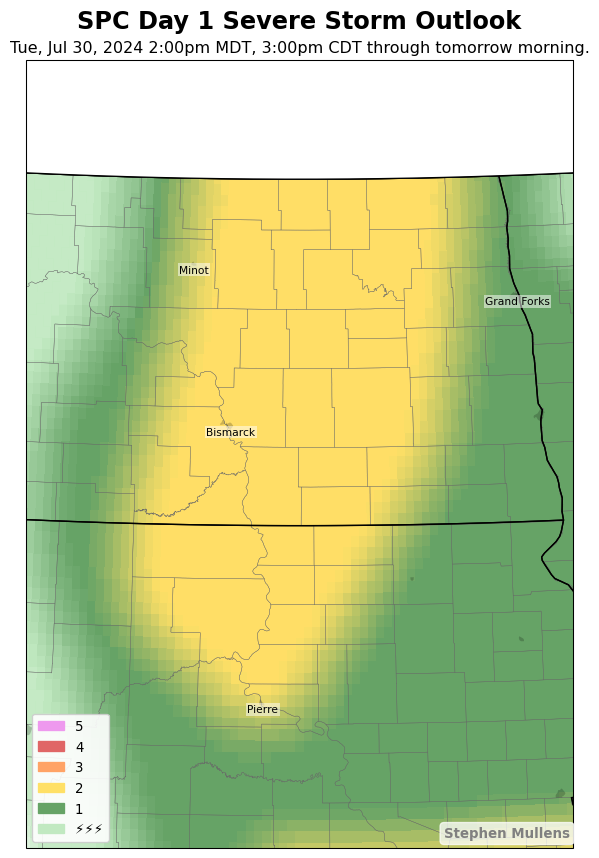 SPC Day 1 Severe Storm Outlook
Tue, Jul 30, 2024 2:00pm MDT, 3:00pm CDT through tomorrow morning.
Minot
Grand Forks
Bismarck
Pierre
5
4
3
2
1
⚡⚡⚡
Stephen Mullens